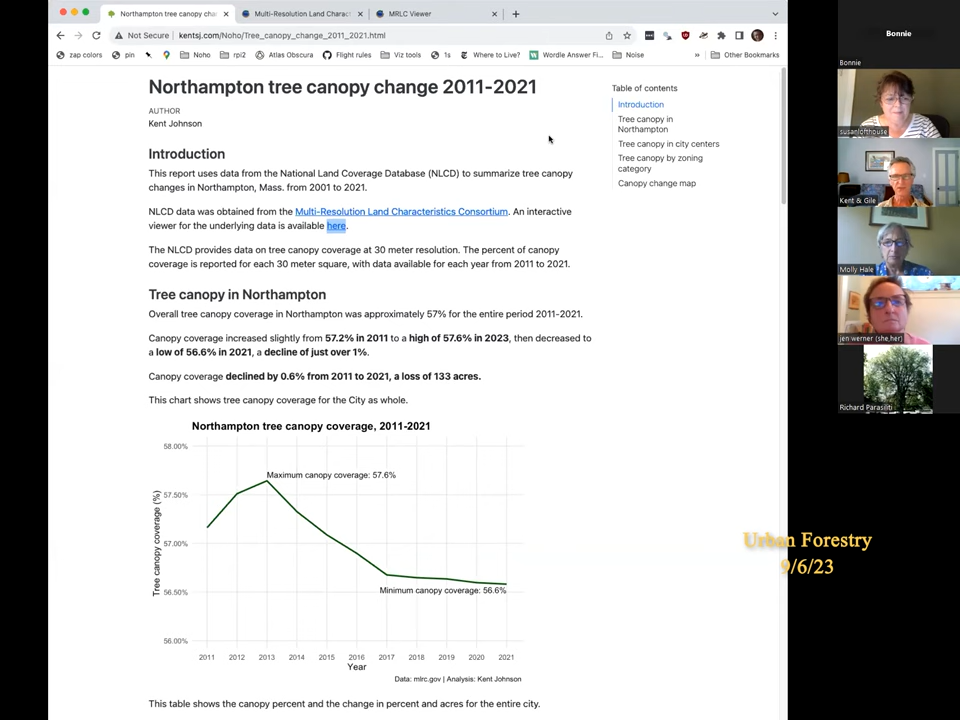 Northampton tree canopy cha
Multi-Resolution Land Charact
MRLC Viewer
Not Secure
kentsj.com/Noho/Tree_canopy_change_2011_2021.html
zap colors
pin
Noho
rpi2
Atlas Obscura
Flight rules
Viz tools
1s
Where to Live?
Wordle Answer Fi...
Noise
»
Other Bookmarks
Northampton tree canopy change 2011-2021
AUTHOR
Kent Johnson
Introduction
This report uses data from the National Land Coverage Database (NLCD) to summarize tree canopy
changes in Northampton, Mass. from 2001 to 2021.
NLCD data was obtained from the Multi-Resolution Land Characteristics Consortium. An interactive
viewer for the underlying data is available here.
The NLCD provides data on tree canopy coverage at 30 meter resolution. The percent of canopy
coverage is reported for each 30 meter square, with data available for each year from 2011 to 2021.
Tree canopy in Northampton
Overall tree canopy coverage in Northampton was approximately 57% for the entire period 2011-2021.
Canopy coverage increased slightly from 57.2% in 2011 to a high of 57.6% in 2023, then decreased to
a low of 56.6% in 2021, a decline of just over 1%.
Canopy coverage declined by 0.6% from 2011 to 2021, a loss of 133 acres.
This chart shows tree canopy coverage for the City as whole.
Northampton tree canopy coverage, 2011-2021
58.00%
Maximum canopy coverage: 57.6%
57.50%
57.00%
Tree canopy coverage (%)
Minimum canopy coverage: 56.6%
56.50%
56.00%
2011 2012 2013 2014 2015 2016 2017 2018 2019 2020 2021
Year
Data: mlrc.gov | Analysis: Kent Johnson
This table shows the canopy percent and the change in percent and acres for the entire city.
Table of contents
Introduction
Tree canopy in
Northampton
Tree canopy in city centers
Tree canopy by zoning
category
Canopy change map
Bonnie
Bonnie
susanlofthouse
Kent & Gile
Molly Hale
jen werner (she,her)
Richard Parasiliti
Urban Forestry
9/6/23